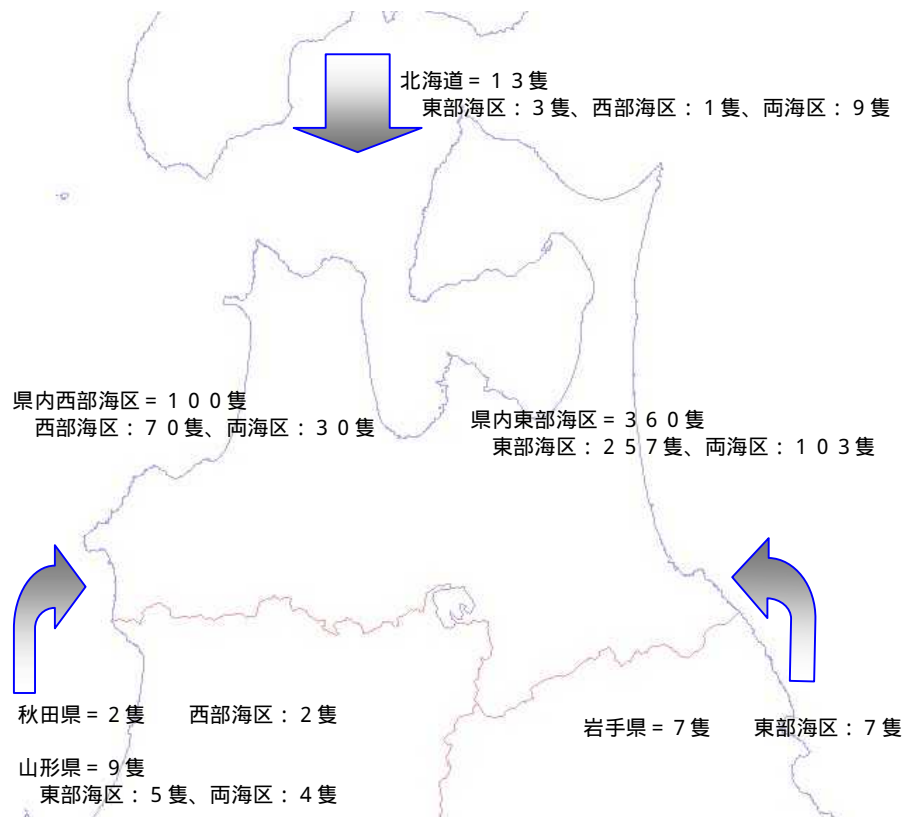 北海道=13隻
東部海区:3隻、西部海区:1隻、両海区:9隻
県内西部海区=100隻
西部海区:70隻、両海区:30隻
県内東部海区=360隻
東部海区:257隻、両海区:103隻
秋田県=2隻 西部海区:2隻
岩手県=7隻 東部海区:7隻
山形県=9隻
東部海区:5隻、両海区:4隻